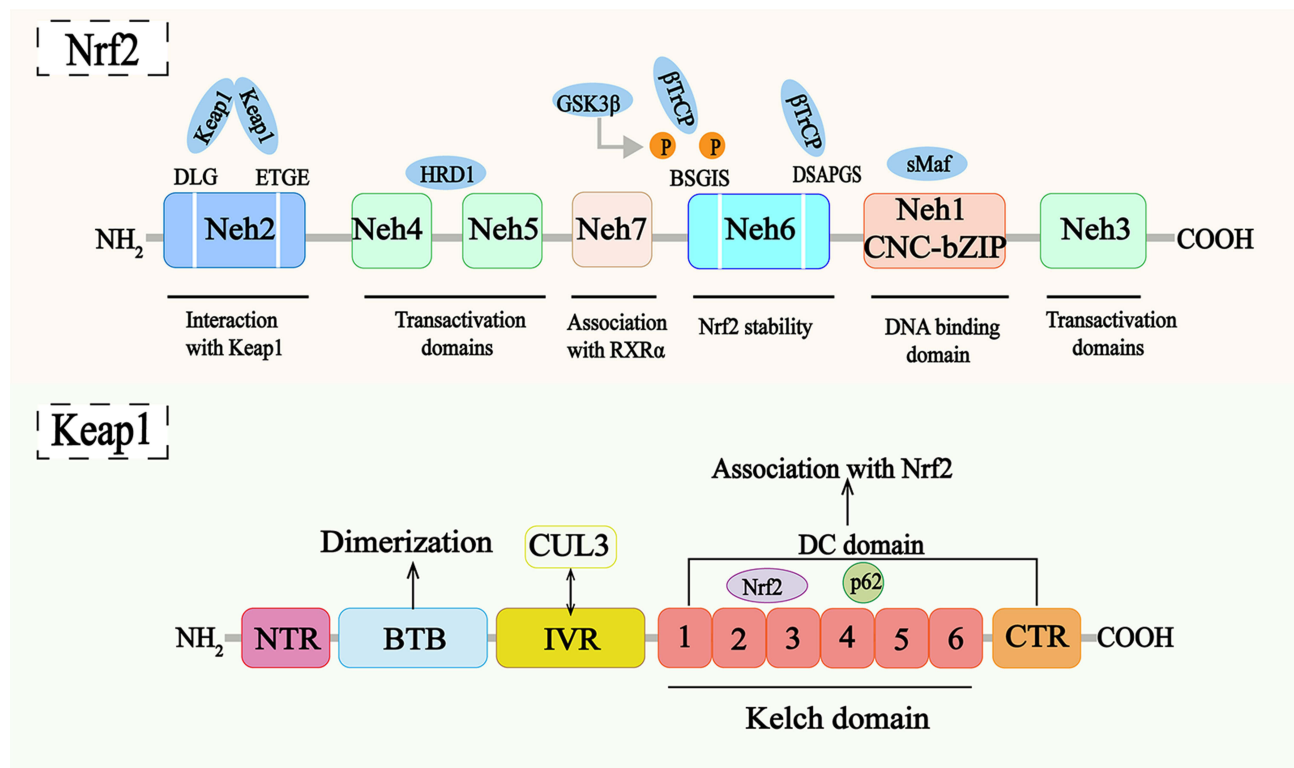 Nrf2
Keap1
Keap1
GSK3β
βTrCP
βTrCP
P
P
HRD1
sMaf
DLG
ETGE
BSGIS
DSAPGS
NH2
Neh2
Neh4
Neh5
Neh7
Neh6
Neh1
CNC-bZIP
Neh3
COOH
Interaction
with Keap1
Transactivation
domains
Association
with RXRα
Nrf2 stability
DNA binding
domain
Transactivation
domains
Keap1
Association with Nrf2
Dimerization
CUL3
DC domain
Nrf2
p62
NH2
NTR
BTB
IVR
1
2
3
4
5
6
CTR
COOH
Kelch domain